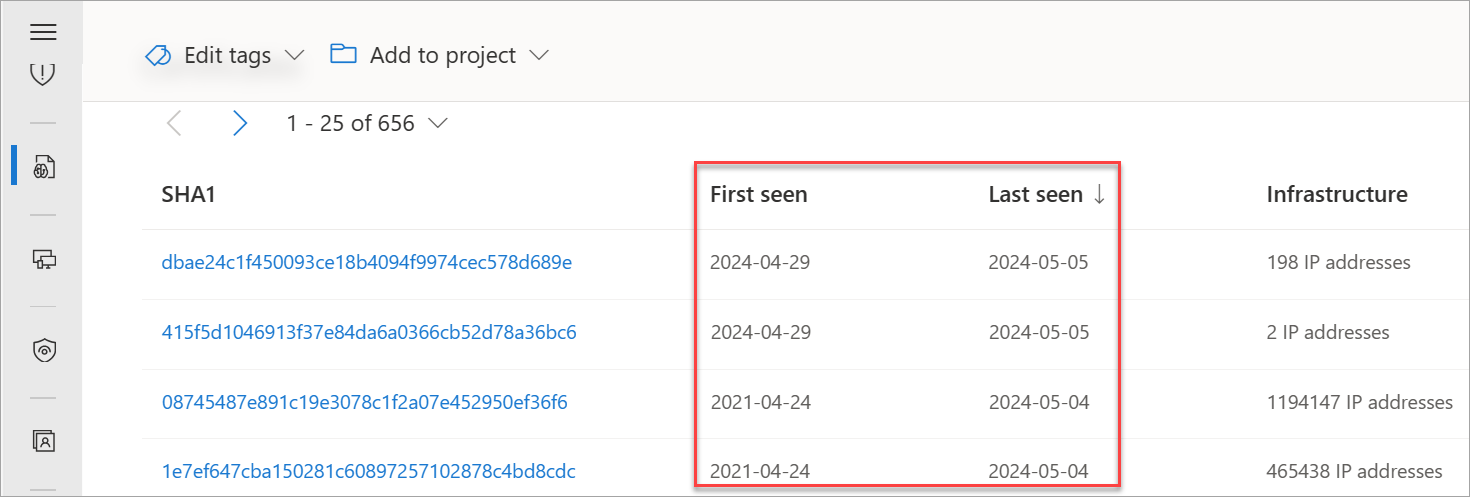 Edit tags Add to project
1 - 25 of 656
SHA1 First seen Last seen ↓ Infrastructure
dbae24c1f450093ce18b4094f9974cec578d689e 2024-04-29 2024-05-05 198 IP addresses
415f5d1046913f37e84da6a0366cb52d78a36bc6 2024-04-29 2024-05-05 2 IP addresses
08745487e891c19e3078c1f2a07e452950ef36f6 2021-04-24 2024-05-04 1194147 IP addresses
1e7ef647cba150281c60897257102878c4bd8cdc 2021-04-24 2024-05-04 465438 IP addresses